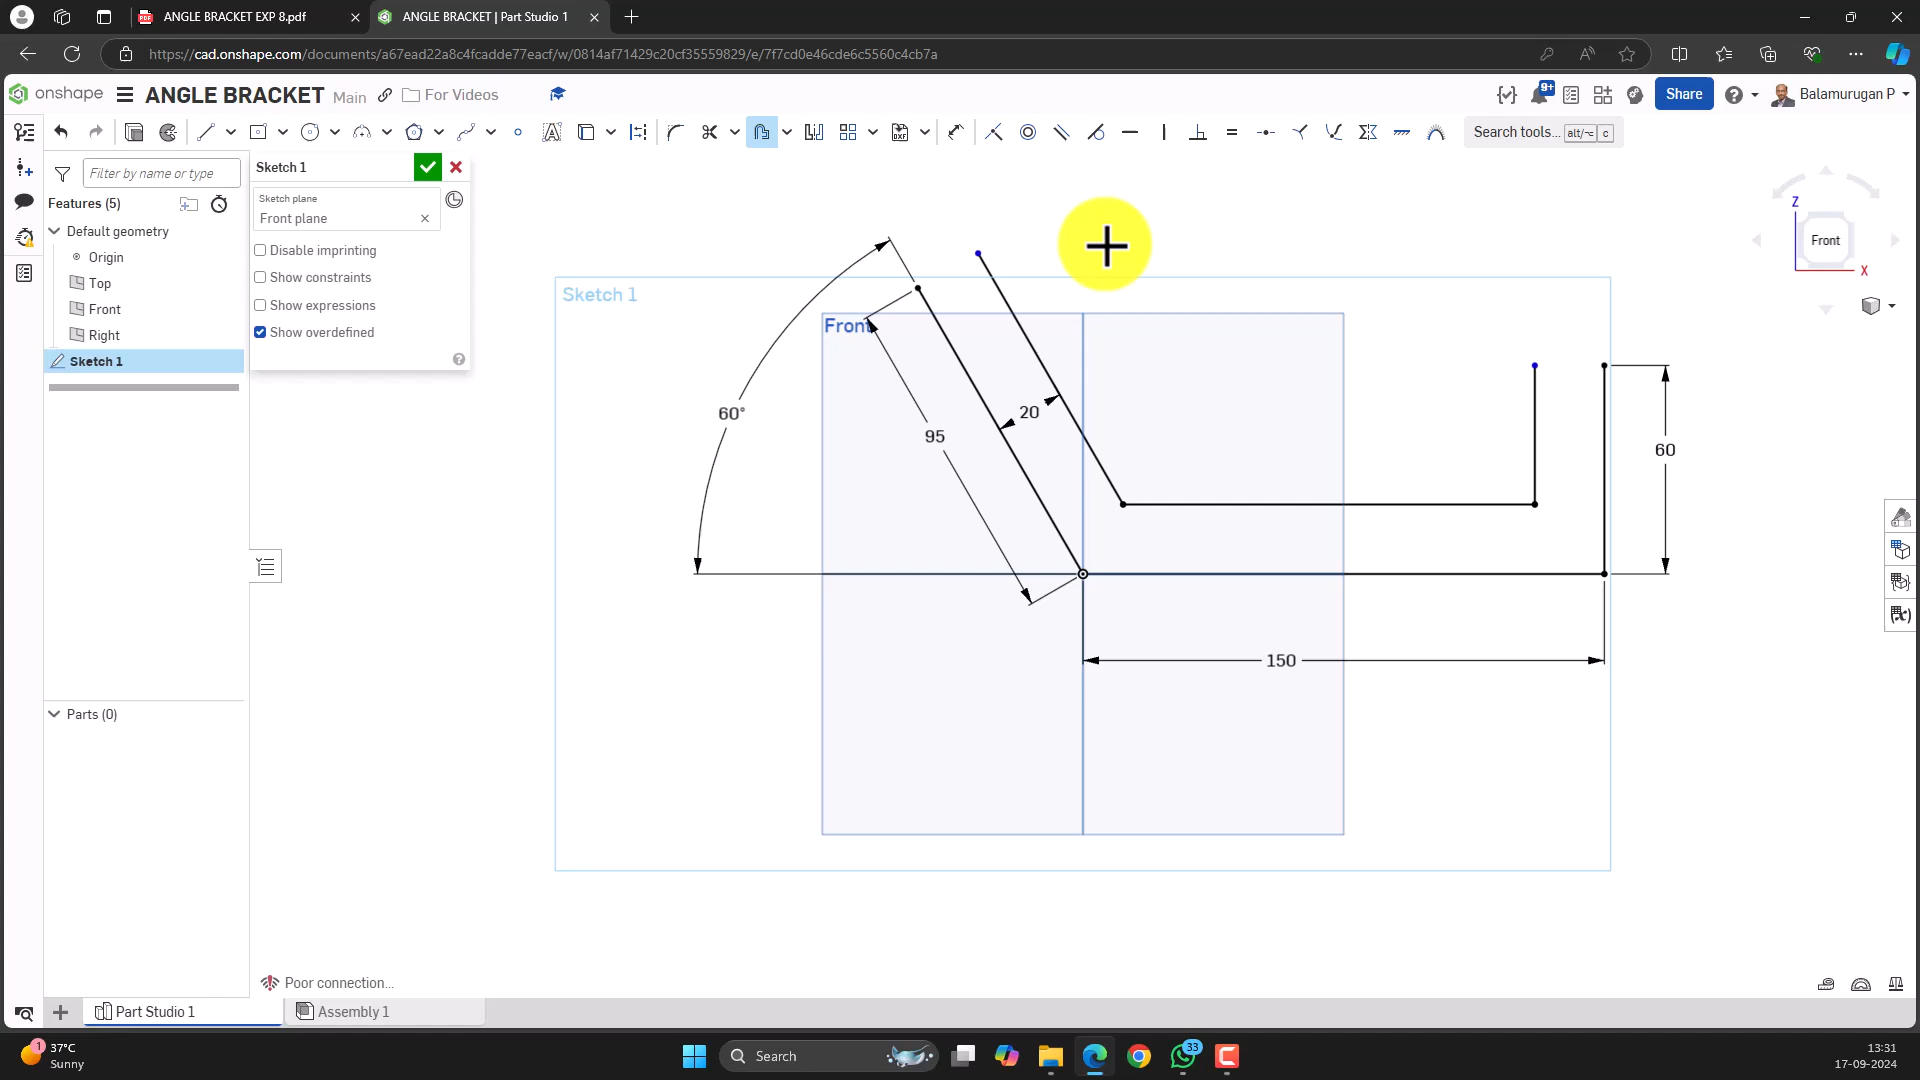 ANGLE BRACKET EXP 8.pdf
ANGLE BRACKET | Part Studio 1
https://cad.onshape.com/documents/a67ead22a8c4fcadde77eacf/w/0814af71429c20cf35559829/e/7f7cd0e46cde6c5560c4cb7a
onshape
ANGLE BRACKET Main
For Videos
9+
Share
Balamurugan P
Search tools... alt/⌥ c
Filter by name or type
Features (5)
Default geometry
Origin
Top
Front
Right
Sketch 1
Parts (0)
Sketch 1
Sketch plane
Front plane
Disable imprinting
Show constraints
Show expressions
Show overdefined
Sketch 1
Front
60°
95
20
60
150
Z
Front
X
Poor connection...
Part Studio 1
Assembly 1
1
37°C
Sunny
Search
33
13:31
17-09-2024